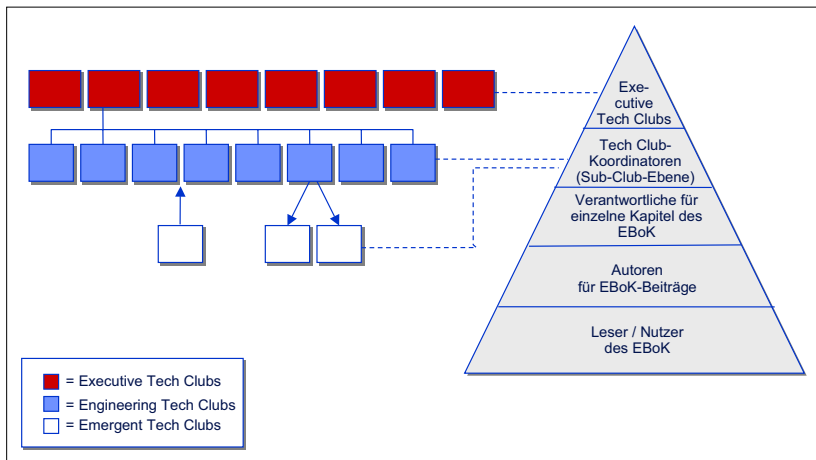 Exe-
cutive
Tech Clubs
Tech Club-
Koordinatoren
(Sub-Club-Ebene)
Verantwortliche für
einzelne Kapitel des
EBoK
Autoren
für EBoK-Beiträge
Leser / Nutzer
des EBoK
= Executive Tech Clubs
= Engineering Tech Clubs
= Emergent Tech Clubs